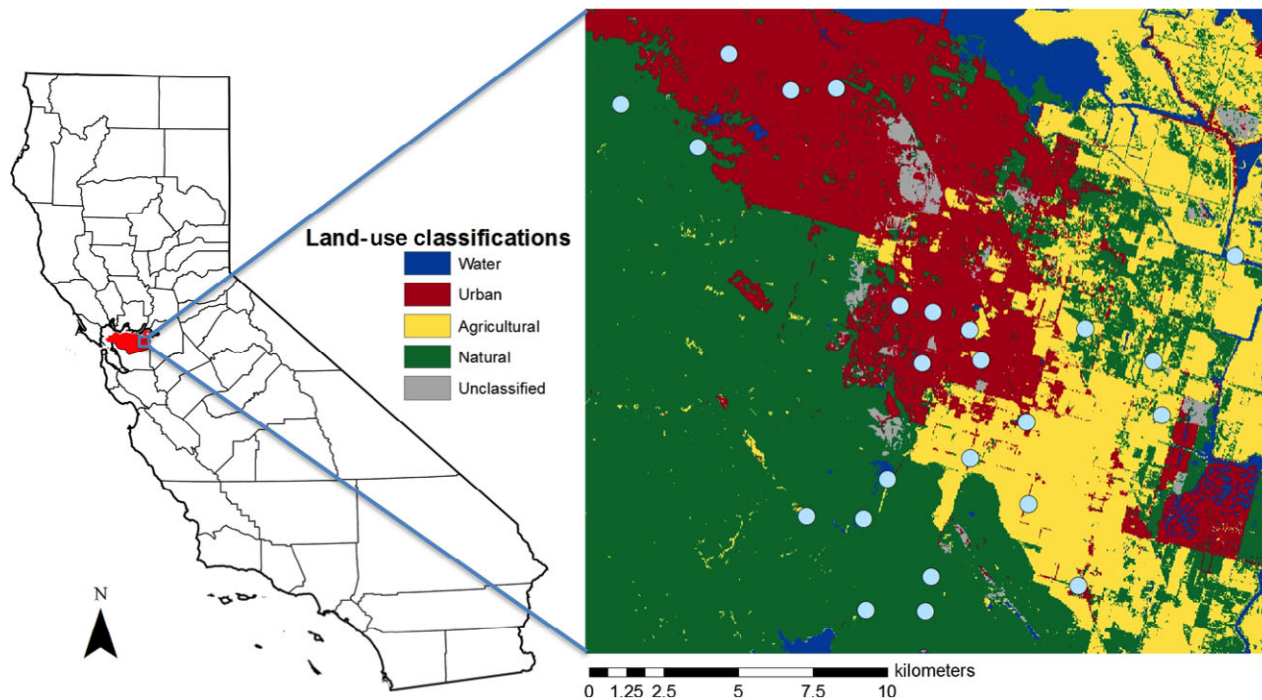 Land-use classifications
Water
Urban
Agricultural
Natural
Unclassified
N
kilometers
0 1.25 2.5 5 7.5 10